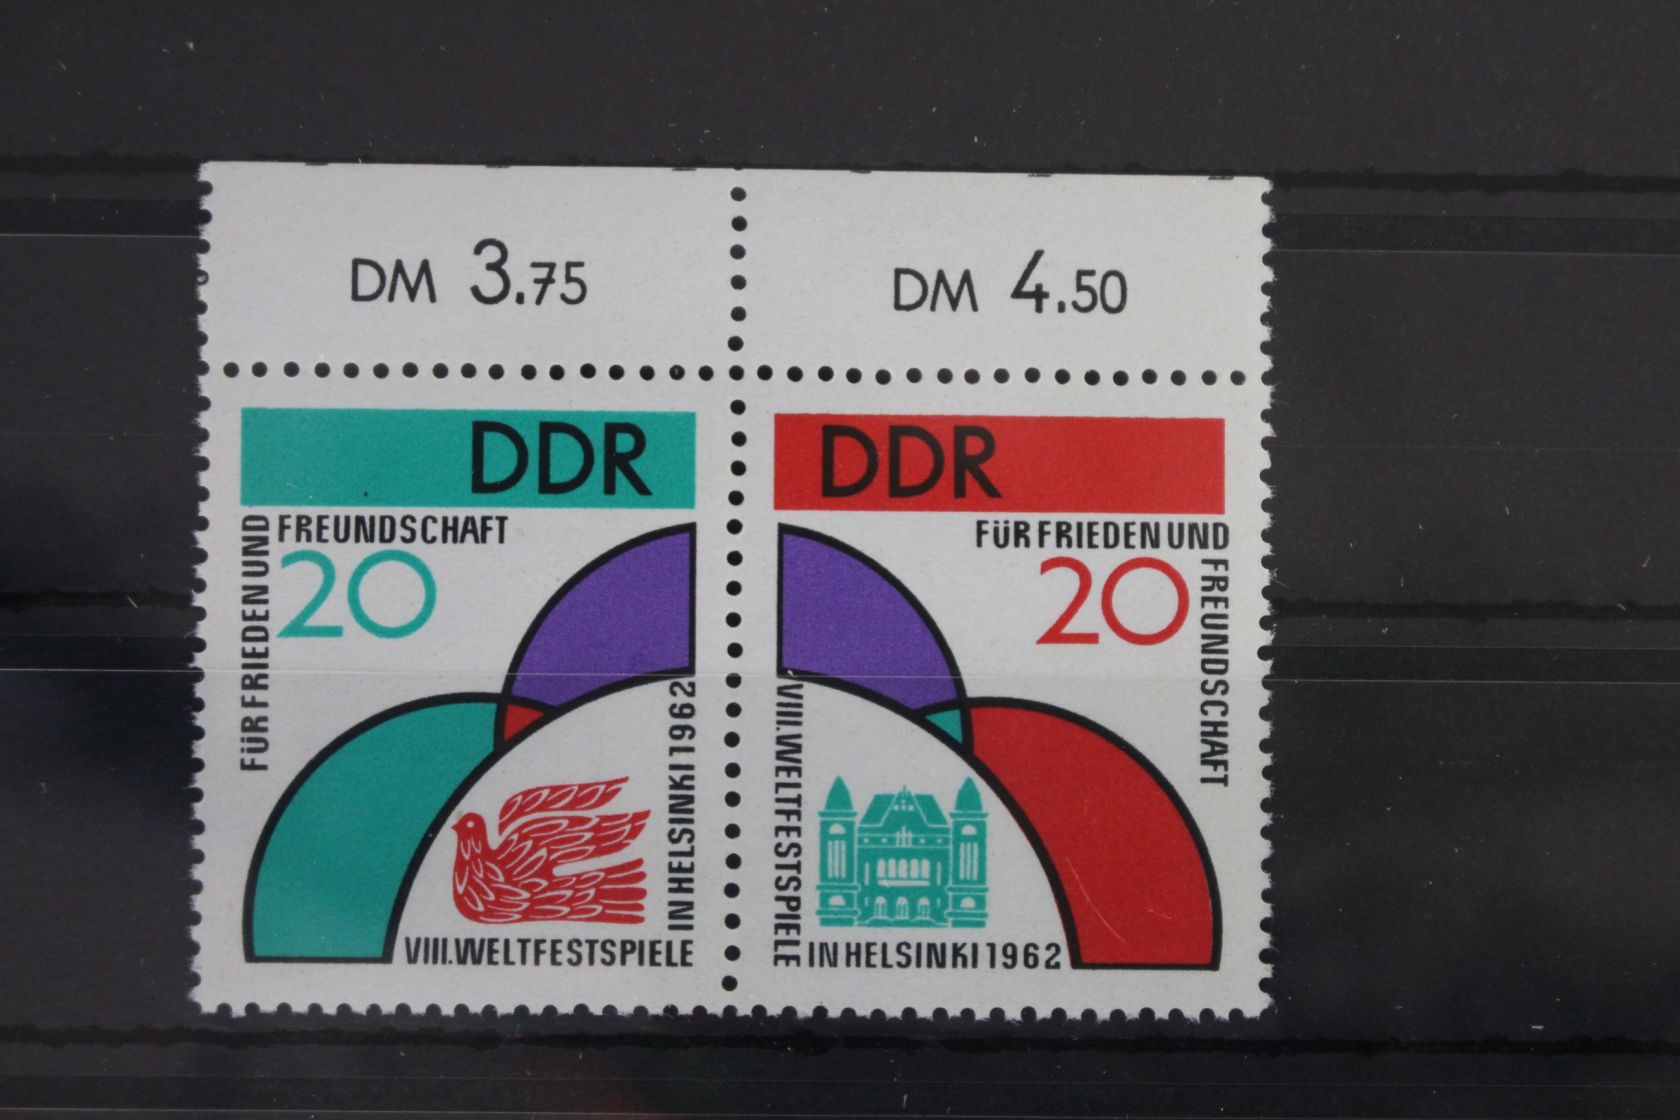 DM 3.75
DM 4.50
DDR
FÜR FRIEDEN UND
FREUNDSCHAFT
20
VIII. WELTFESTSPIELE
IN HELSINKI 1962
DDR
FÜR FRIEDEN UND
FREUNDSCHAFT
20
VIII. WELTFESTSPIELE
IN HELSINKI 1962